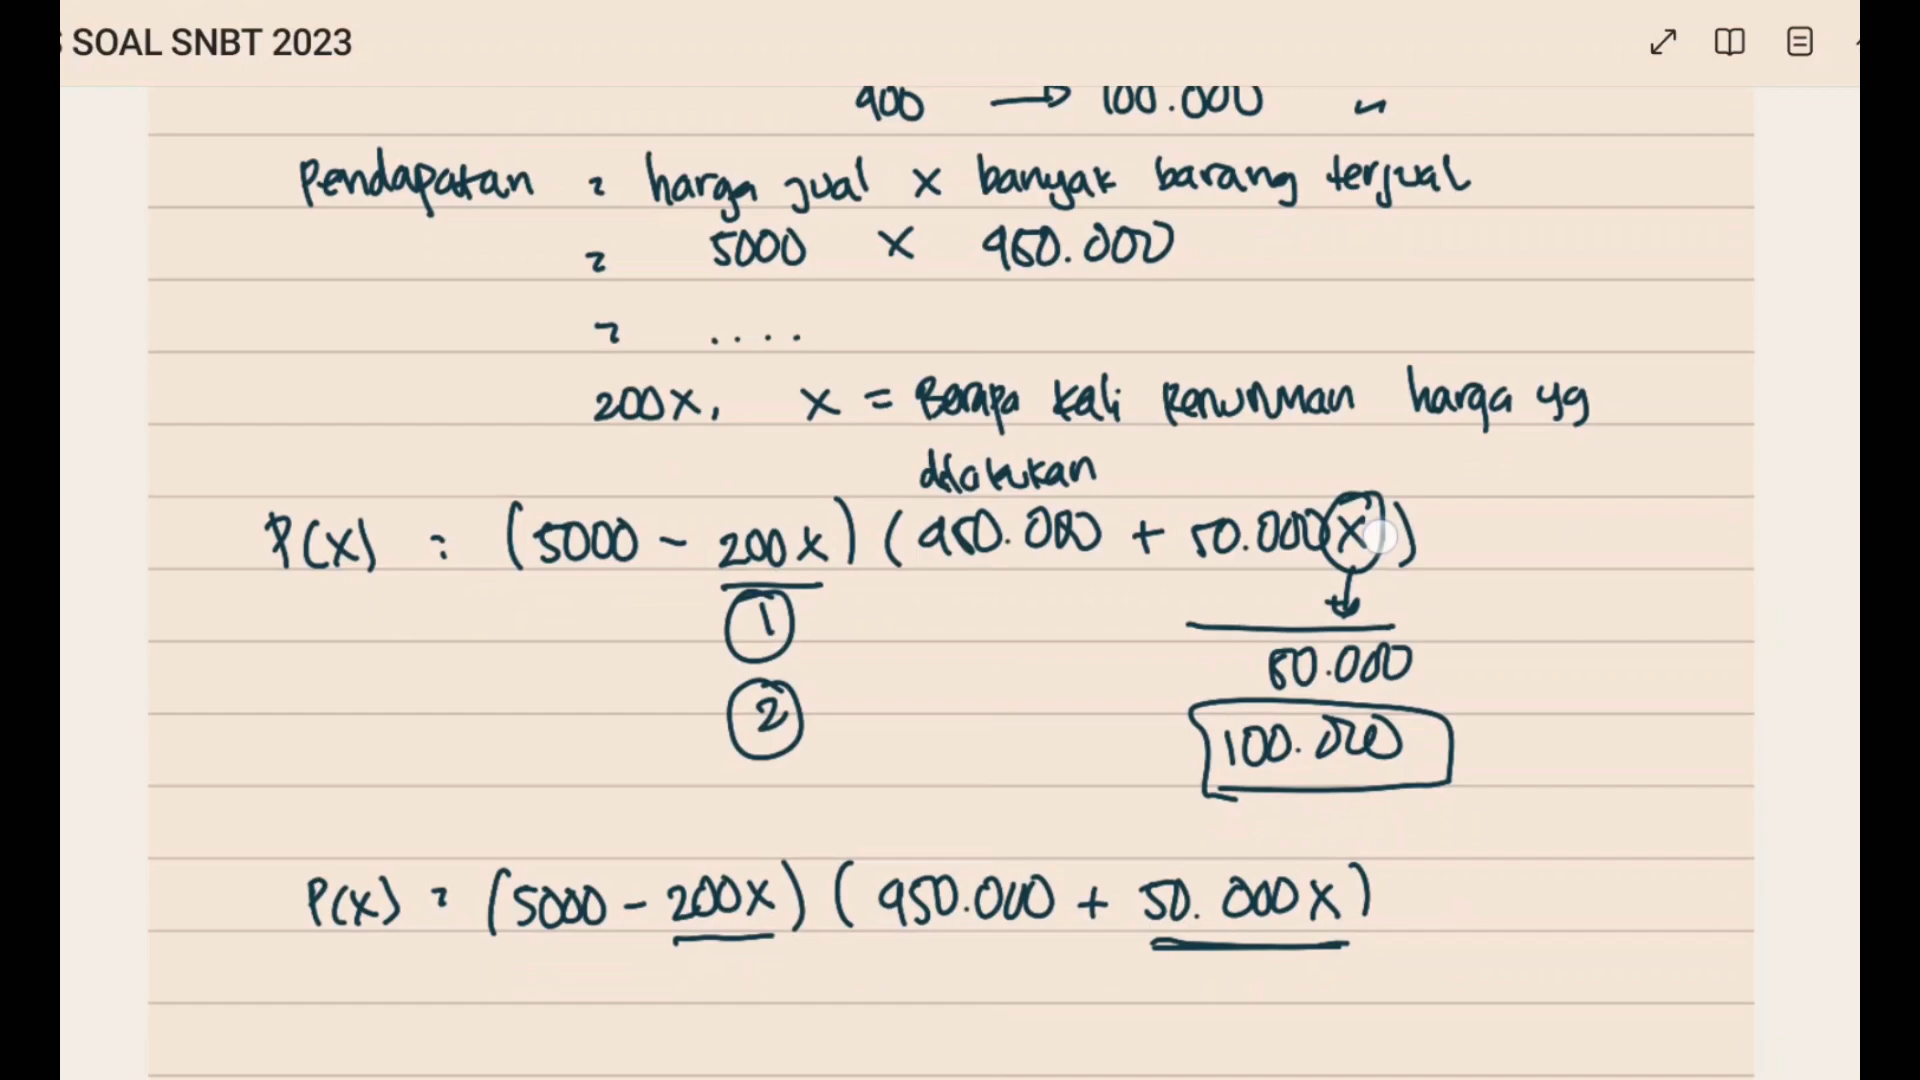 SOAL SNBT 2023
400 → 100.000
Pendapatan = harga jual x banyak barang terjual
= 5000 x 950.000
= ....
200x, x = Berapa kali Penurunan harga yg
dilakukan
P(x) = (5000 - 200x) (950.000 + 50.000x)
1
50.000
2
100.000
P(x) = (5000 - 200x) (950.000 + 50.000x)